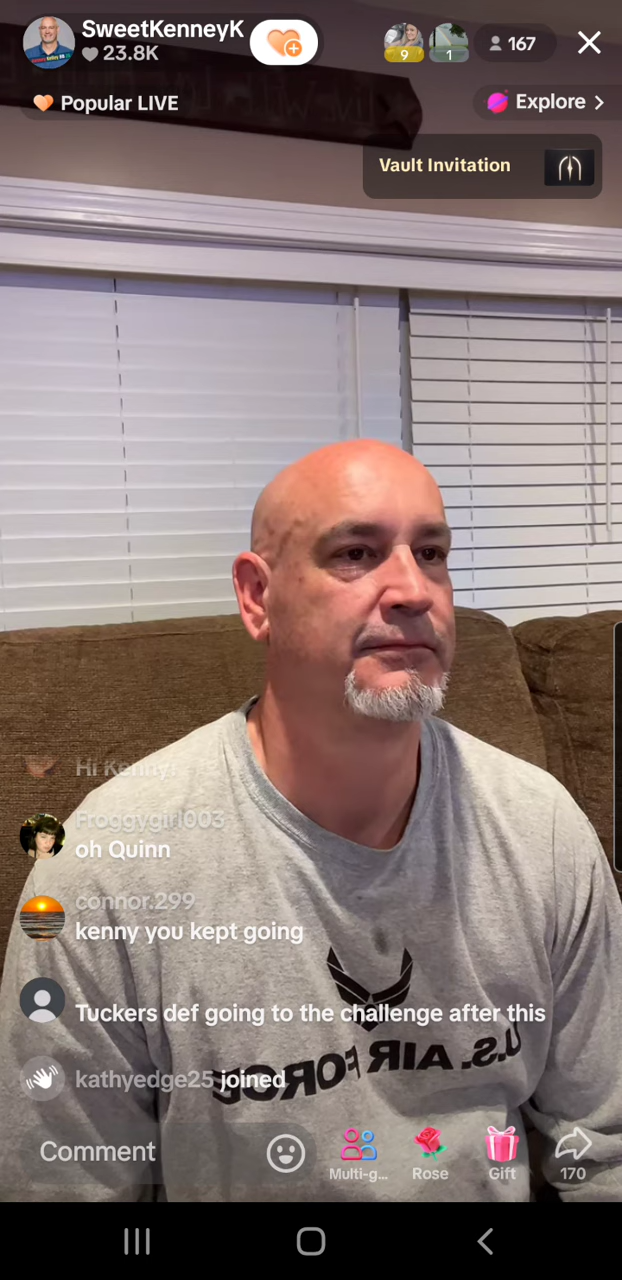 SweetKenneyK
23.8K
9
1
167
Popular LIVE
Explore
Vault Invitation
Hi Kenny!
Froggygirl003
oh Quinn
connor.299
kenny you kept going
Tuckers def going to the challenge after this
kathyedge25 joined
U.S. AIR FORCE
Comment
Multi-g...
Rose
Gift
170